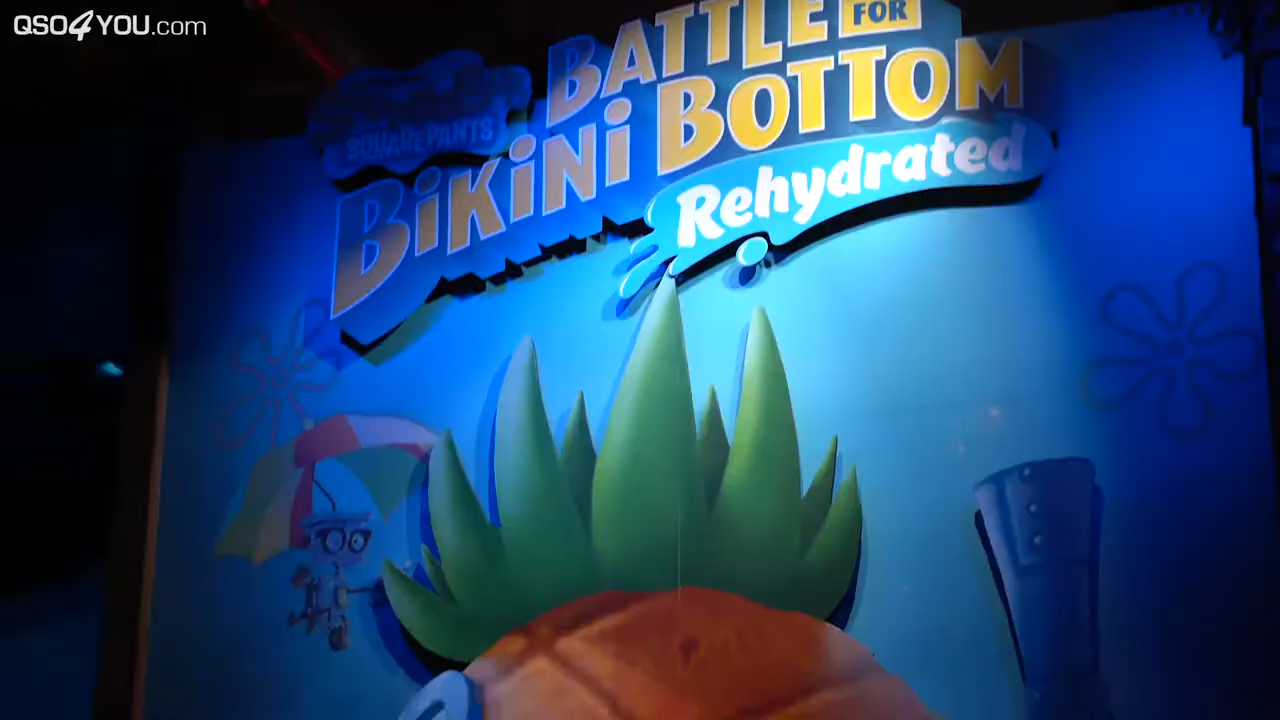 QSO4YOU.com
SQUAREPANTS
BATTLE FOR
BiKiNi BOTTOM
Rehydrated